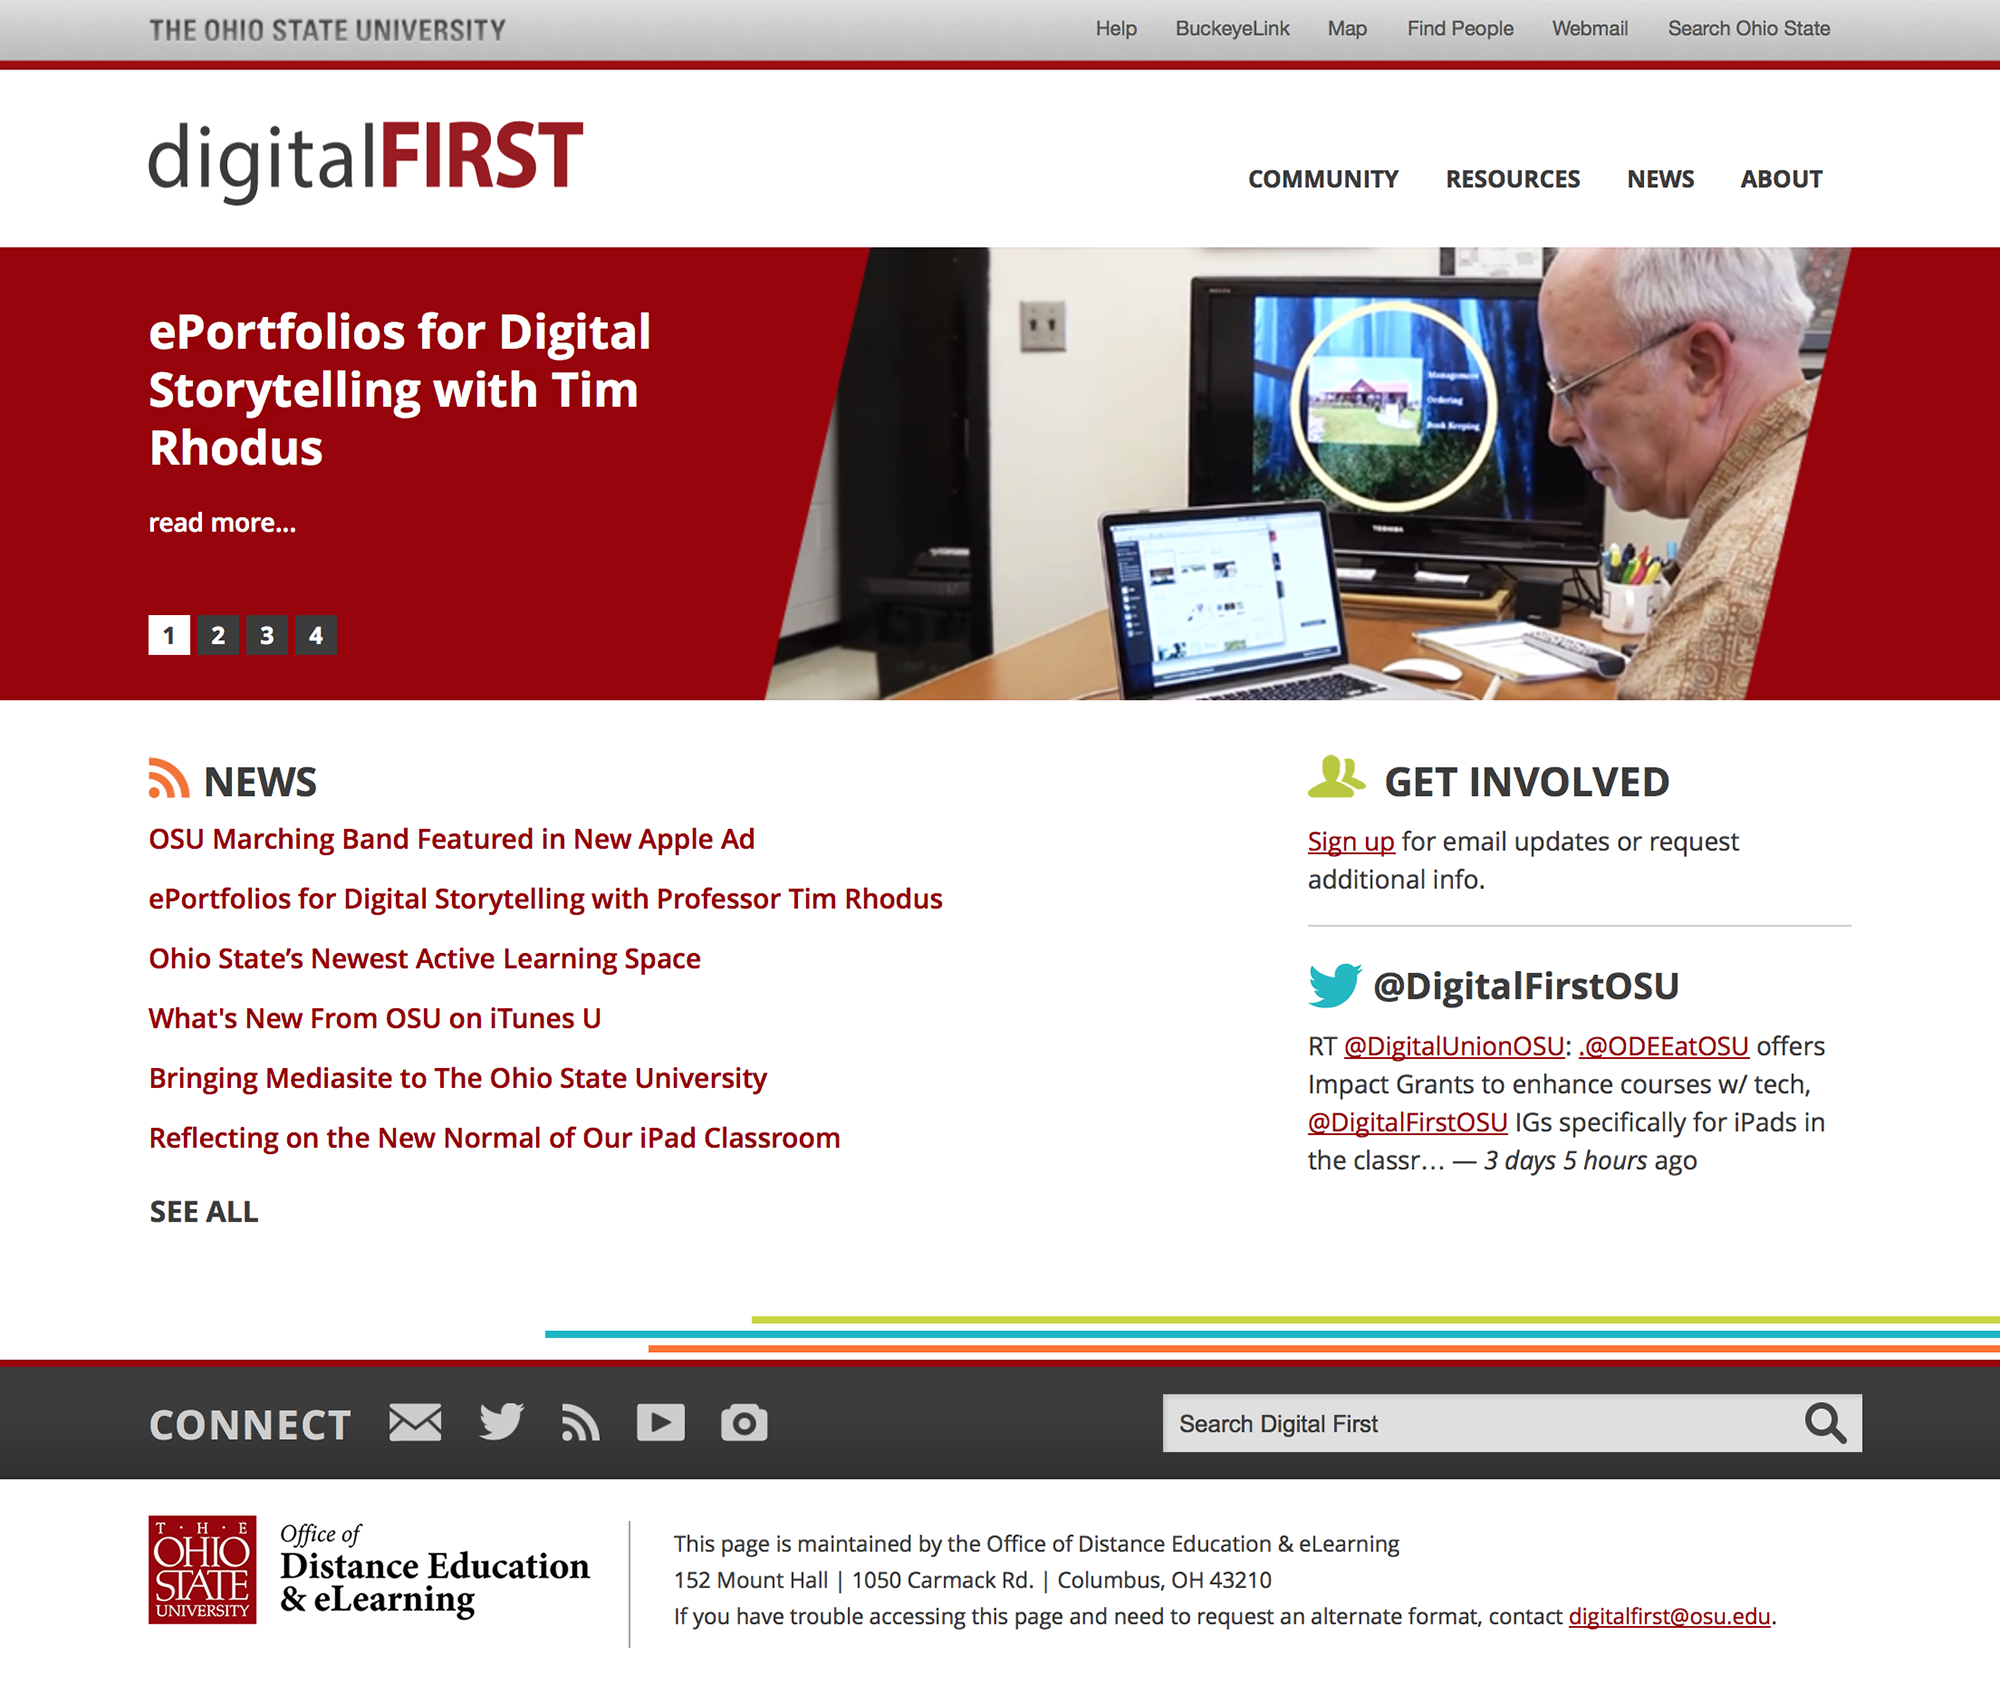 THE OHIO STATE UNIVERSITY
Help BuckeyeLink Map Find People Webmail Search Ohio State
digitalFIRST
COMMUNITY RESOURCES NEWS ABOUT
ePortfolios for Digital
Storytelling with Tim
Rhodus
read more...
1 2 3 4
Management
Ordering
Book Keeping
TOSHIBA
NEWS
OSU Marching Band Featured in New Apple Ad
ePortfolios for Digital Storytelling with Professor Tim Rhodus
Ohio State’s Newest Active Learning Space
What's New From OSU on iTunes U
Bringing Mediasite to The Ohio State University
Reflecting on the New Normal of Our iPad Classroom
SEE ALL
GET INVOLVED
Sign up for email updates or request
additional info.
@DigitalFirstOSU
RT @DigitalUnionOSU: .@ODEEatOSU offers
Impact Grants to enhance courses w/ tech,
@DigitalFirstOSU IGs specifically for iPads in
the classr… — 3 days 5 hours ago
CONNECT
Search Digital First
T · H · E
OHIO
STATE
UNIVERSITY
Office of
Distance Education
& eLearning
This page is maintained by the Office of Distance Education & eLearning
152 Mount Hall | 1050 Carmack Rd. | Columbus, OH 43210
If you have trouble accessing this page and need to request an alternate format, contact digitalfirst@osu.edu.